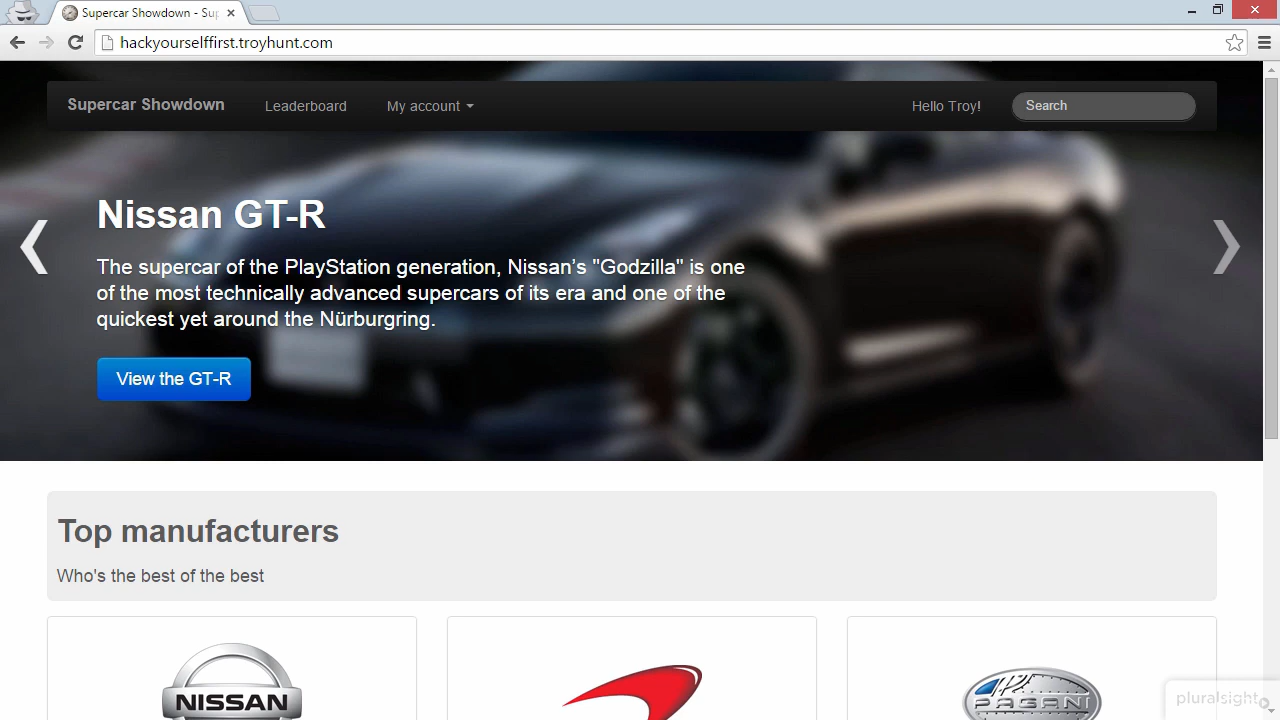 Supercar Showdown - Sup
hackyourselffirst.troyhunt.com
Supercar Showdown Leaderboard My account Hello Troy! Search
Nissan GT-R
The supercar of the PlayStation generation, Nissan's "Godzilla" is one
of the most technically advanced supercars of its era and one of the
quickest yet around the Nürburgring.
View the GT-R
Top manufacturers
Who's the best of the best
NISSAN
PAGANI
pluralsight